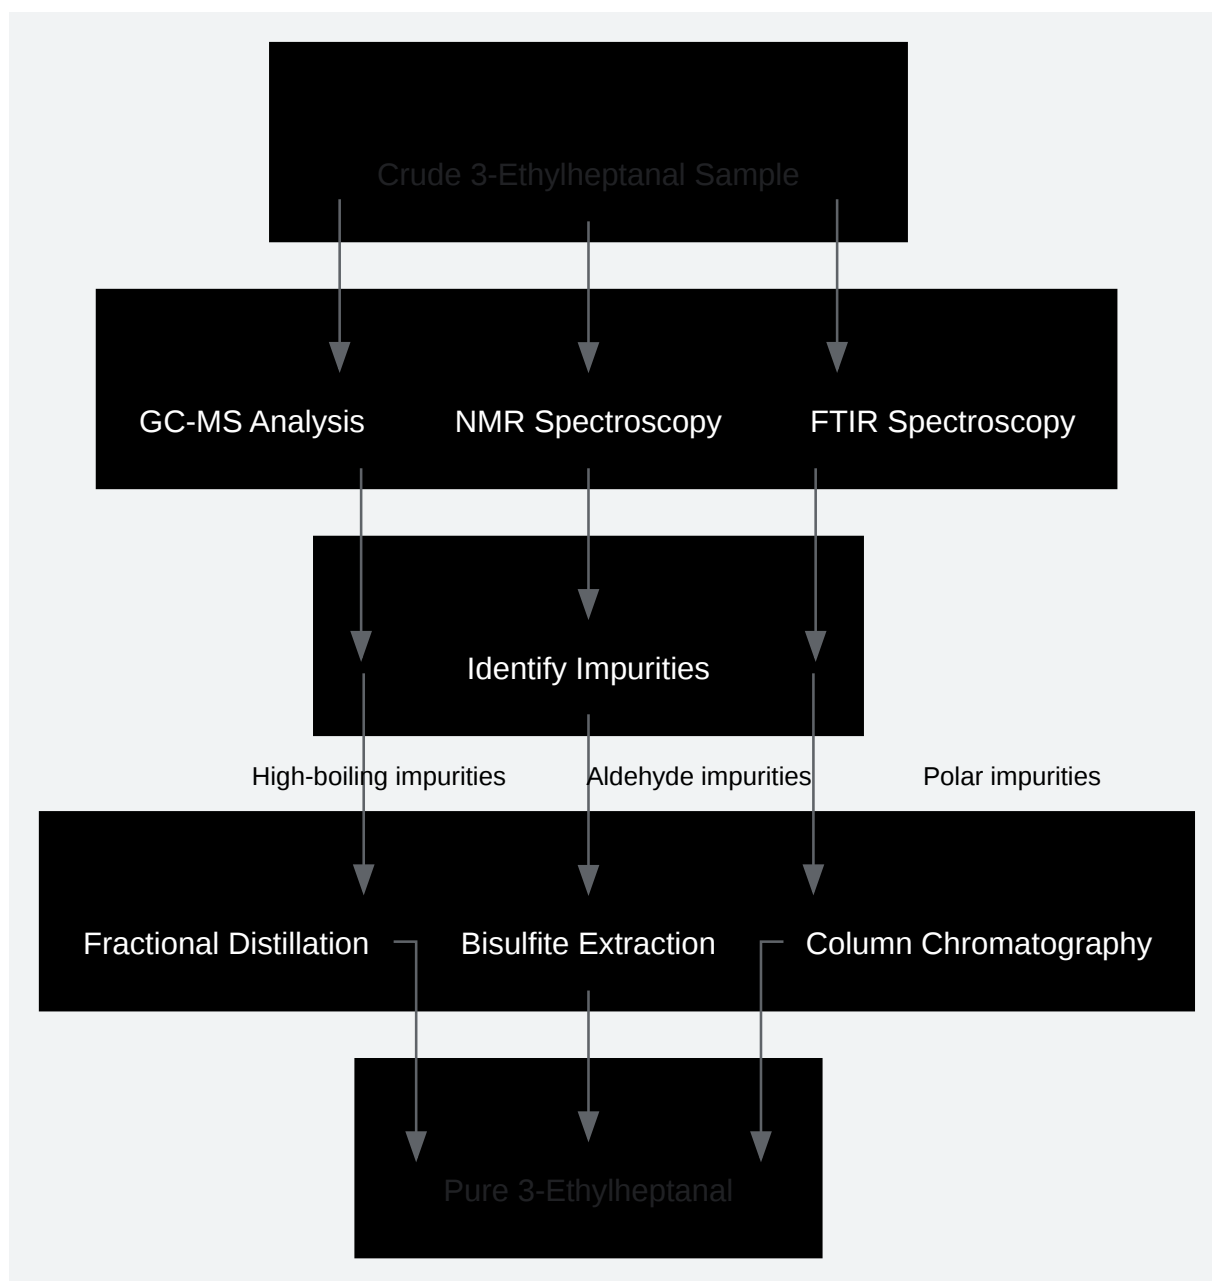 Crude 3-Ethylheptanal Sample
GC-MS Analysis
NMR Spectroscopy
FTIR Spectroscopy
Identify Impurities
High-boiling impurities
Aldehyde impurities
Polar impurities
Fractional Distillation
Bisulfite Extraction
Column Chromatography
Pure 3-Ethylheptanal